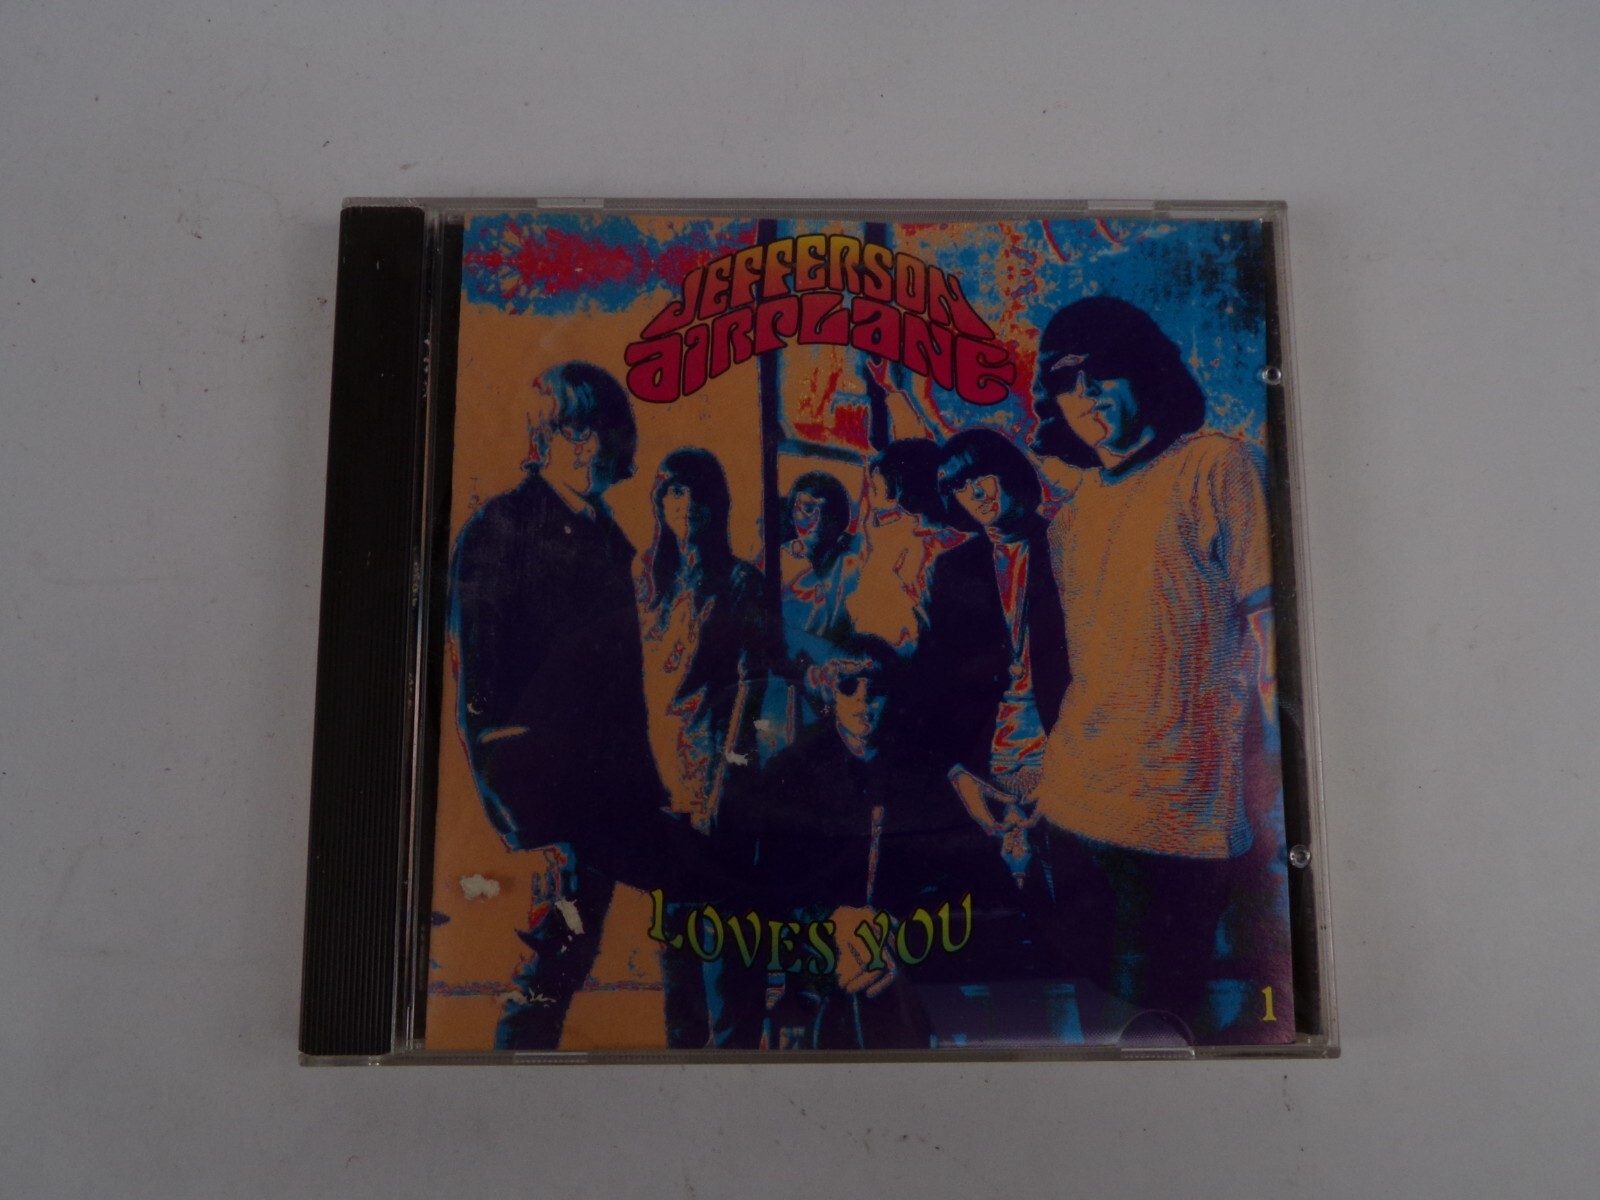 JEFFERSON
AIRPLANE
LOVES YOU
1